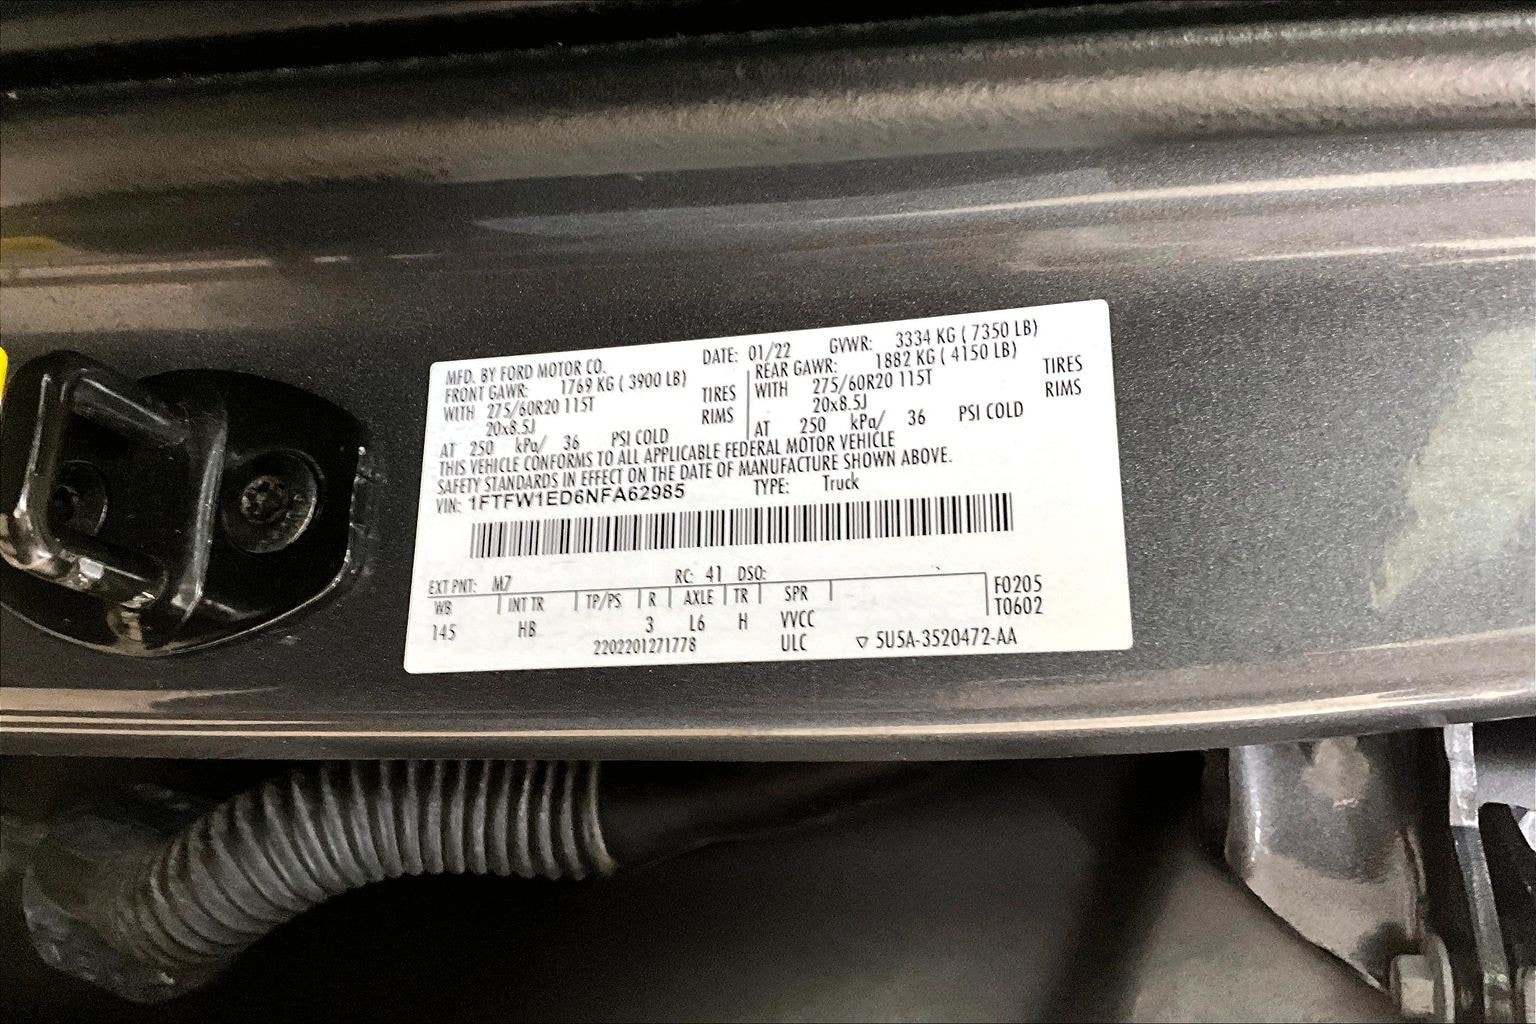 MFD. BY FORD MOTOR CO. DATE: 01/22 GVWR: 3334 KG ( 7350 LB)
FRONT GAWR: 1769 KG ( 3900 LB) REAR GAWR: 1882 KG ( 4150 LB)
WITH 275/60R20 115T TIRES WITH 275/60R20 115T TIRES
20x8.5J RIMS 20x8.5J RIMS
AT 250 kPa/ 36 PSI COLD AT 250 kPa/ 36 PSI COLD
THIS VEHICLE CONFORMS TO ALL APPLICABLE FEDERAL MOTOR VEHICLE
SAFETY STANDARDS IN EFFECT ON THE DATE OF MANUFACTURE SHOWN ABOVE.
VIN: 1FTFW1ED6NFA62985 TYPE: Truck
EXT PNT: M7 RC: 41 DSO:
WB INT TR TP/PS R AXLE TR SPR F0205
145 HB 3 L6 H VVCC T0602
2202201271778 ULC ▽ 5U5A-3520472-AA